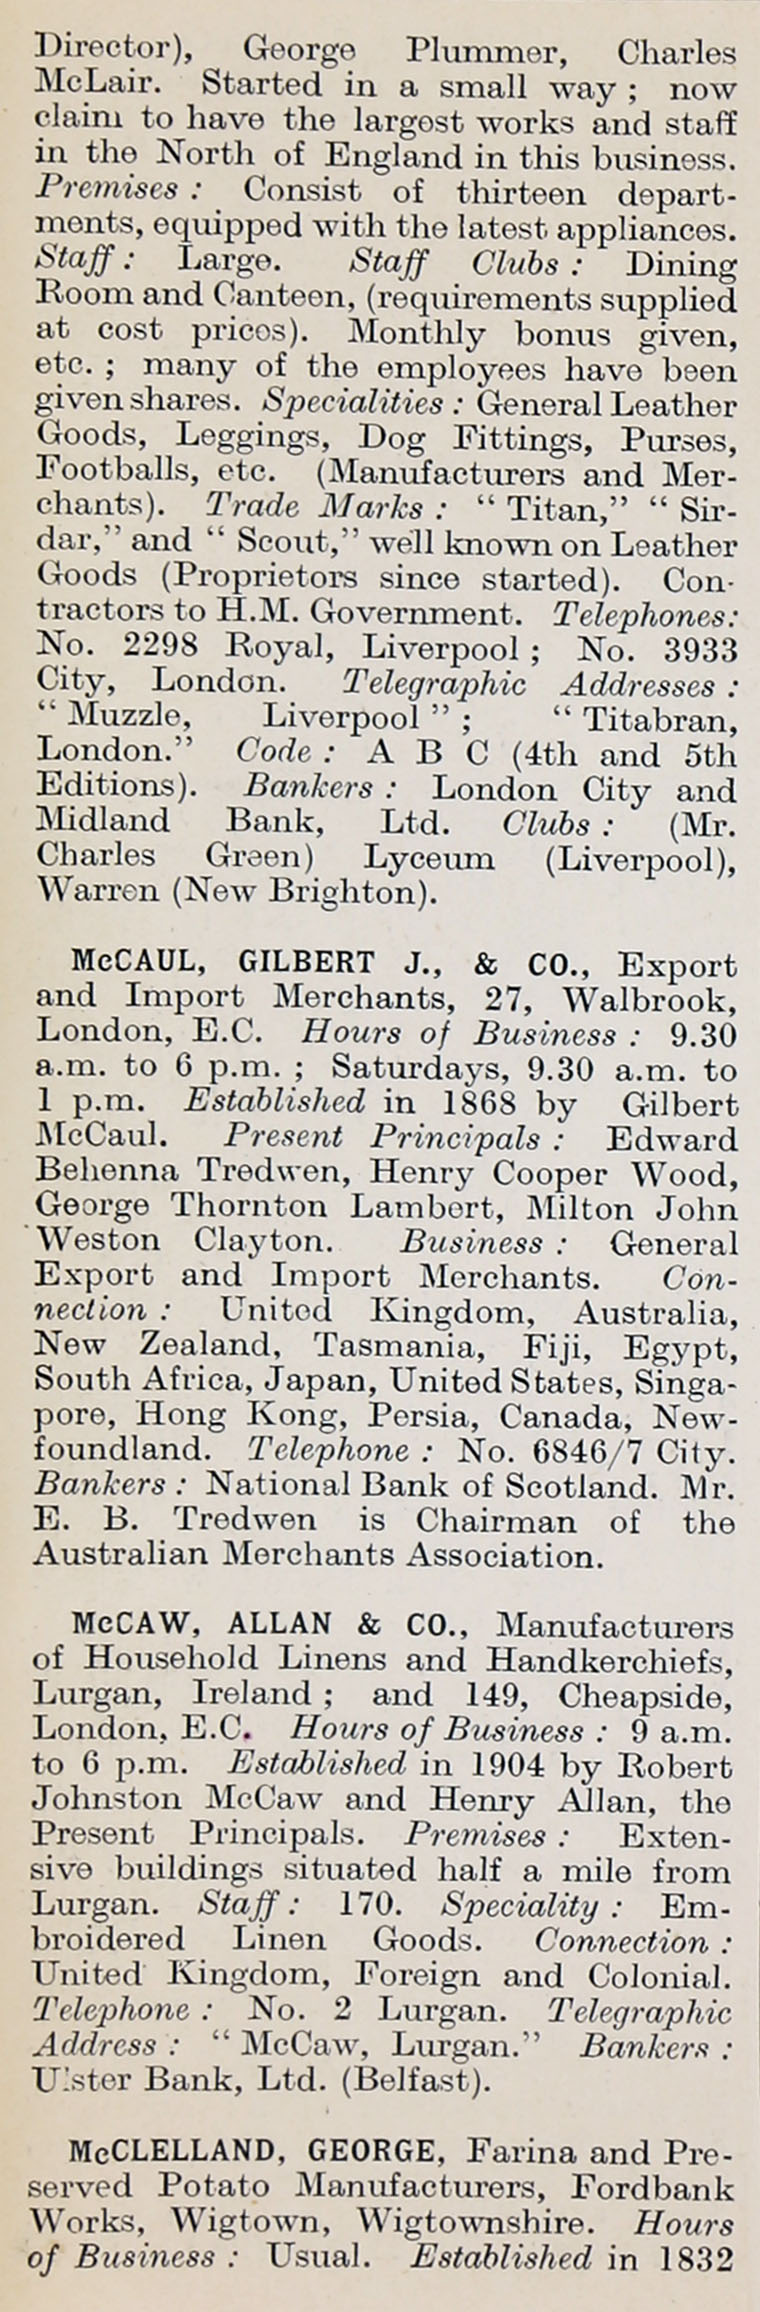 Director), George Plummer, Charles
McLair. Started in a small way ; now
claim to have the largest works and staff
in the North of England in this business.
Premises : Consist of thirteen depart-
ments, equipped with the latest appliances.
Staff : Large. Staff Clubs : Dining
Room and Canteen, (requirements supplied
at cost prices). Monthly bonus given,
etc. ; many of the employees have been
given shares. Specialities : General Leather
Goods, Leggings, Dog Fittings, Purses,
Footballs, etc. (Manufacturers and Mer-
chants). Trade Marks : “ Titan,” “ Sir-
dar,” and “ Scout,” well known on Leather
Goods (Proprietors since started). Con-
tractors to H.M. Government. Telephones:
No. 2298 Royal, Liverpool ; No. 3933
City, London. Telegraphic Addresses :
“ Muzzle, Liverpool ” ; “ Titabran,
London.” Code : A B C (4th and 5th
Editions). Bankers : London City and
Midland Bank, Ltd. Clubs : (Mr.
Charles Green) Lyceum (Liverpool),
Warren (New Brighton).
McCAUL, GILBERT J., & CO., Export
and Import Merchants, 27, Walbrook,
London, E.C. Hours of Business : 9.30
a.m. to 6 p.m. ; Saturdays, 9.30 a.m. to
1 p.m. Established in 1868 by Gilbert
McCaul. Present Principals : Edward
Behenna Tredwen, Henry Cooper Wood,
George Thornton Lambert, Milton John
Weston Clayton. Business : General
Export and Import Merchants. Con-
nection : United Kingdom, Australia,
New Zealand, Tasmania, Fiji, Egypt,
South Africa, Japan, United States, Singa-
pore, Hong Kong, Persia, Canada, New-
foundland. Telephone : No. 6846/7 City.
Bankers : National Bank of Scotland. Mr.
E. B. Tredwen is Chairman of the
Australian Merchants Association.
McCAW, ALLAN & CO., Manufacturers
of Household Linens and Handkerchiefs,
Lurgan, Ireland ; and 149, Cheapside,
London, E.C. Hours of Business : 9 a.m.
to 6 p.m. Established in 1904 by Robert
Johnston McCaw and Henry Allan, the
Present Principals. Premises : Exten-
sive buildings situated half a mile from
Lurgan. Staff : 170. Speciality : Em-
broidered Linen Goods. Connection :
United Kingdom, Foreign and Colonial.
Telephone : No. 2 Lurgan. Telegraphic
Address : “ McCaw, Lurgan.” Bankers :
Ulster Bank, Ltd. (Belfast).
McCLELLAND, GEORGE, Farina and Pre-
served Potato Manufacturers, Fordbank
Works, Wigtown, Wigtownshire. Hours
of Business : Usual. Established in 1832